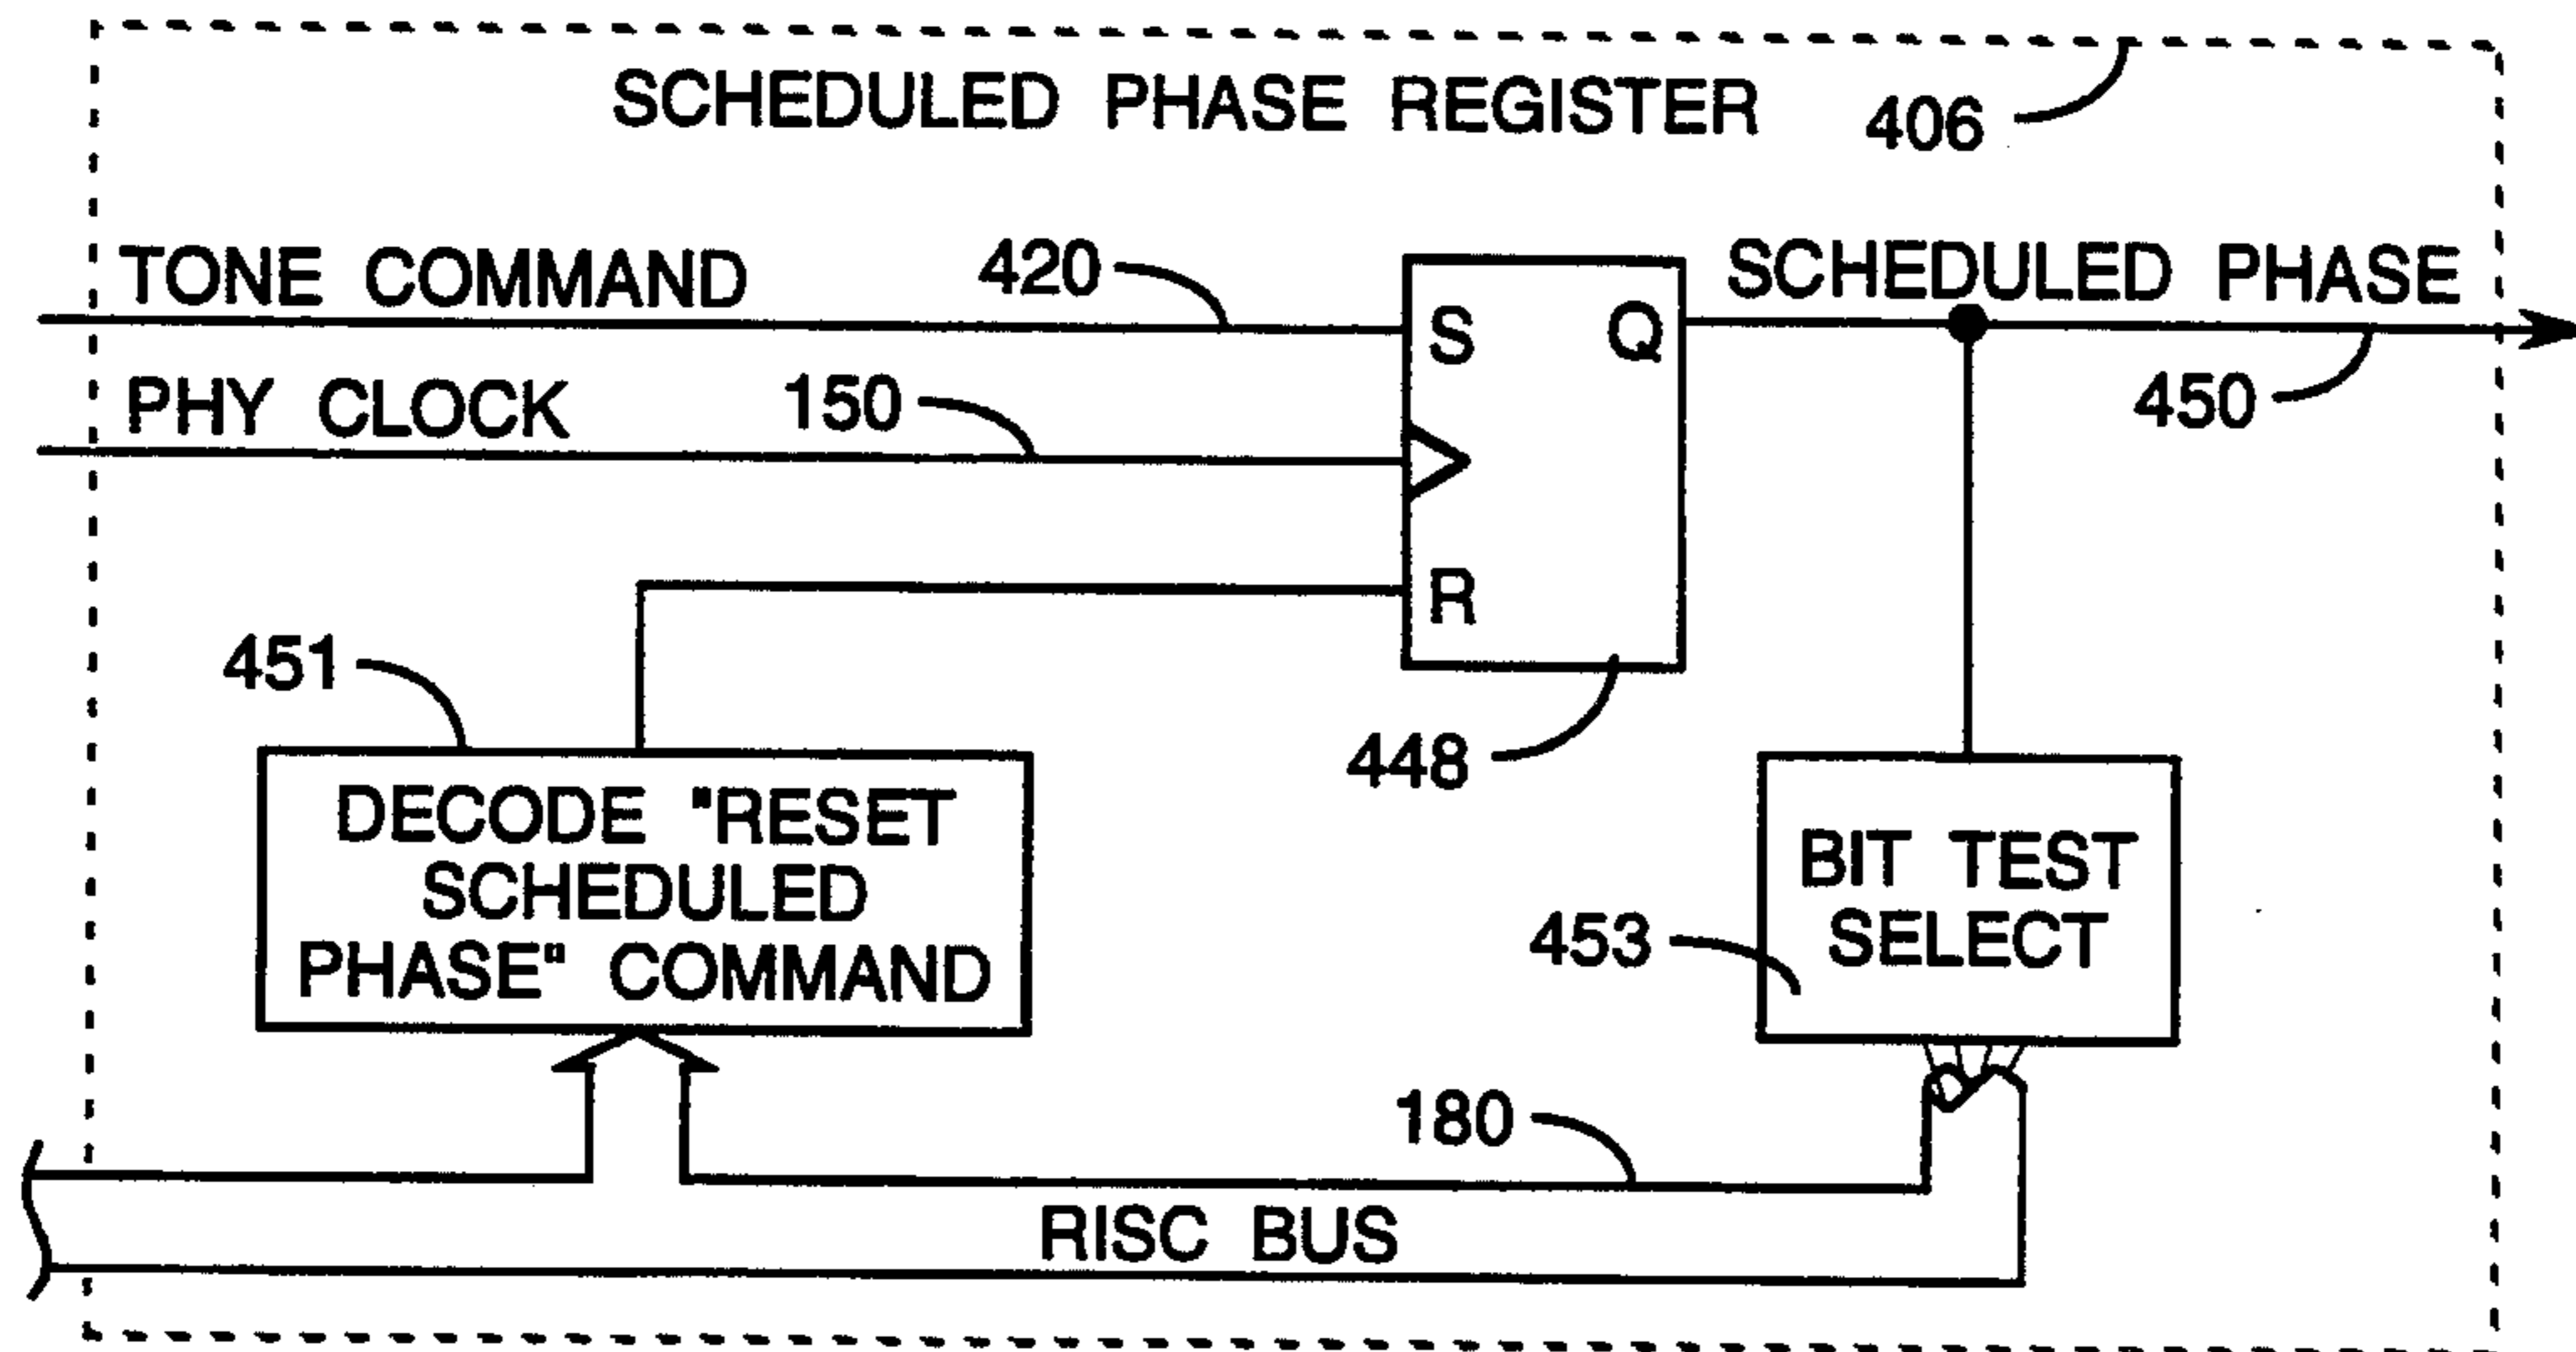 SCHEDULED PHASE REGISTER
406
TONE COMMAND
420
SCHEDULED PHASE
S
Q
PHY CLOCK
150
450
R
451
448
DECODE "RESET
SCHEDULED
PHASE" COMMAND
BIT TEST
SELECT
453
180
RISC BUS